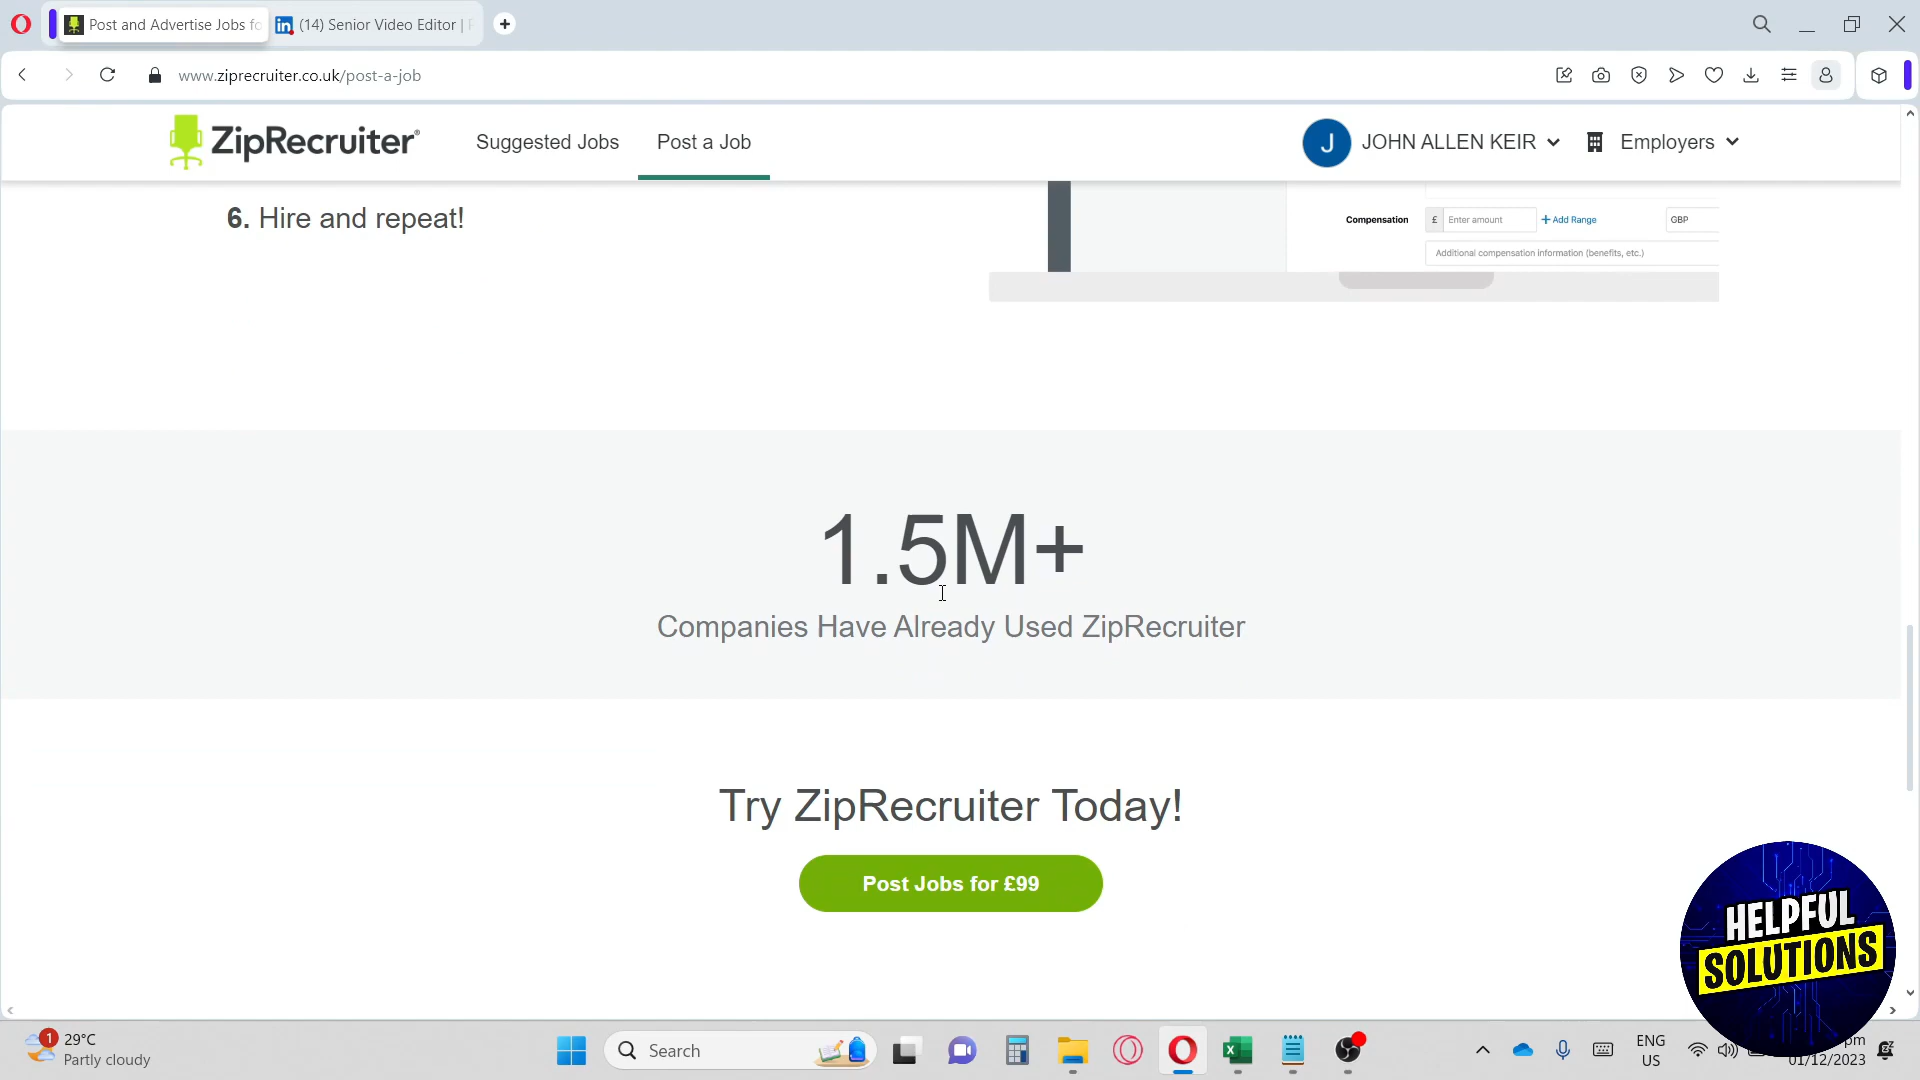 Post and Advertise Jobs fo
(14) Senior Video Editor |
www.ziprecruiter.co.uk/post-a-job
ZipRecruiter®
Suggested Jobs
Post a Job
J
JOHN ALLEN KEIR
Employers
6. Hire and repeat!
Compensation
£
Enter amount
+ Add Range
GBP
Additional compensation information (benefits, etc.)
1.5M+
Companies Have Already Used ZipRecruiter
Try ZipRecruiter Today!
Post Jobs for £99
HELPFUL
SOLUTIONS
1
29°C
Partly cloudy
Search
ENG
US
pm
01/12/2023